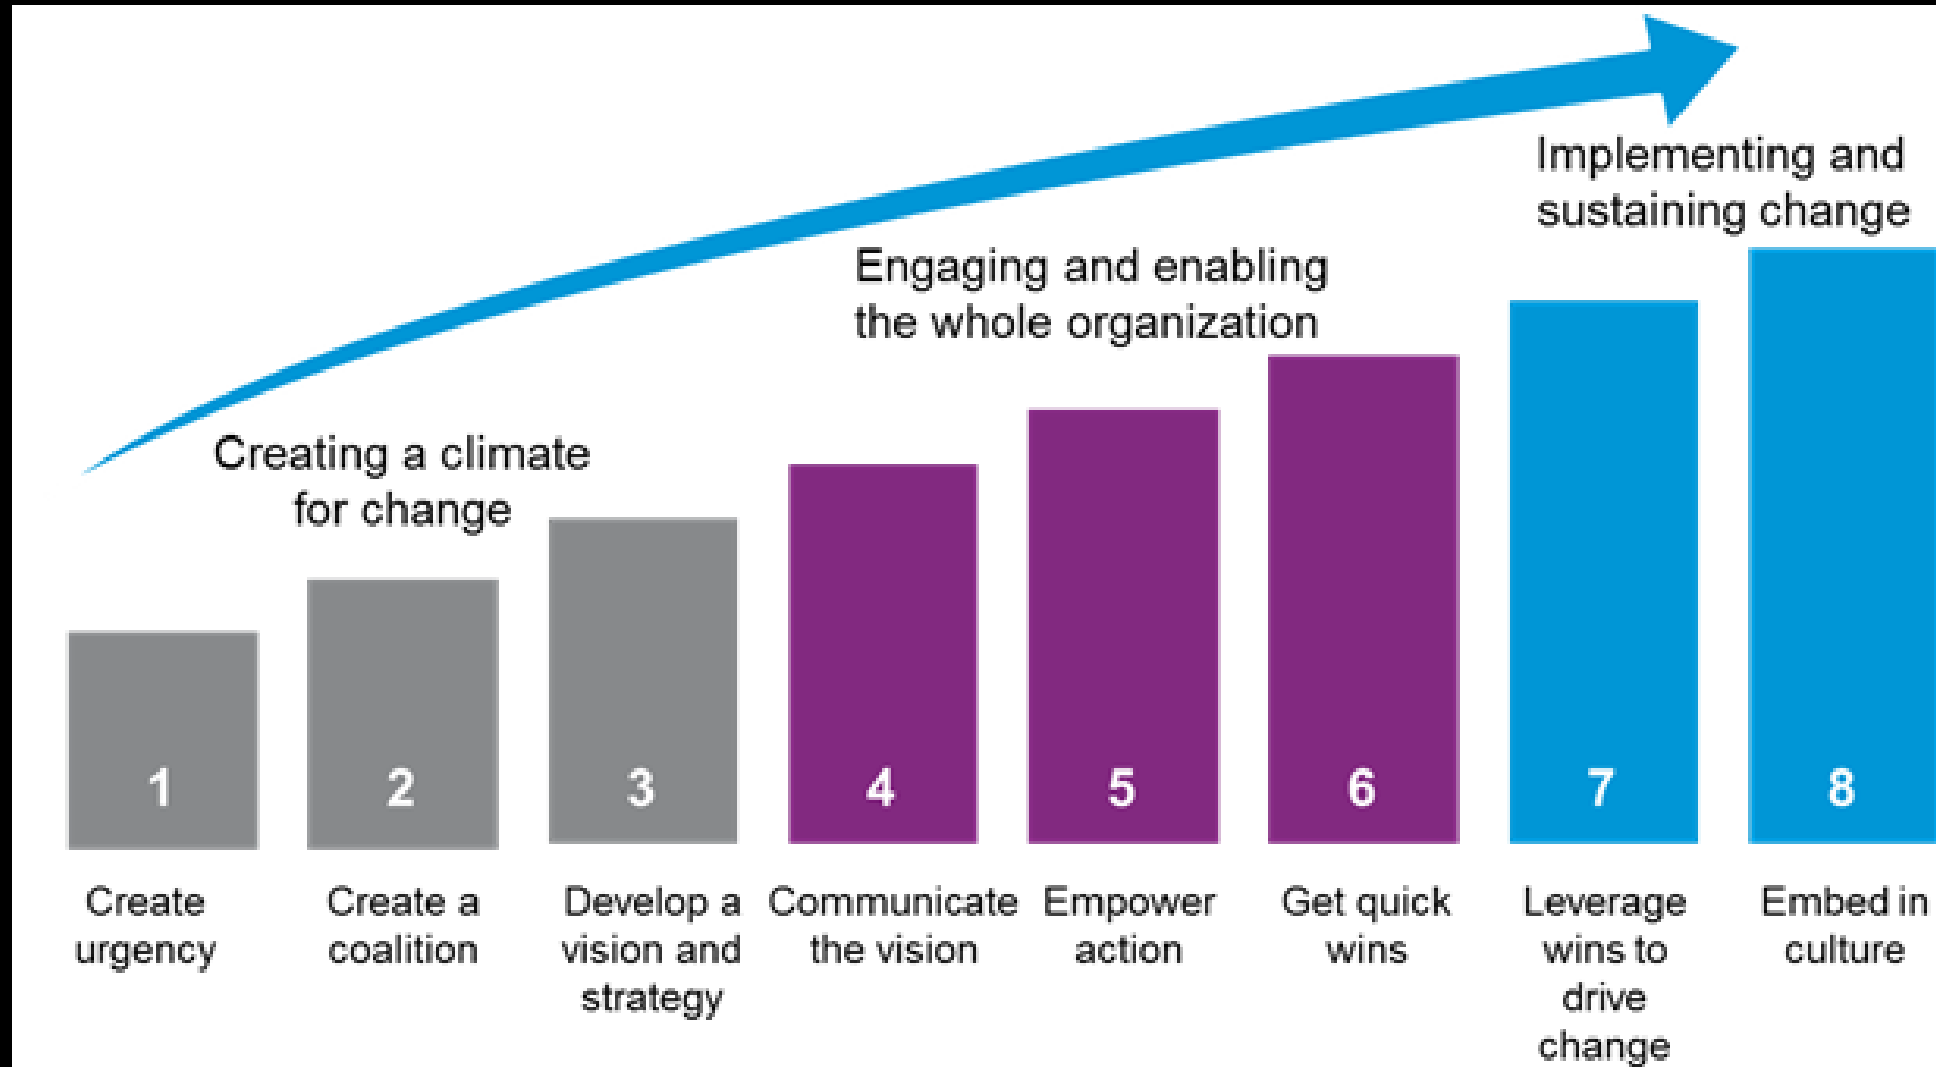 Implementing and
sustaining change
Engaging and enabling
the whole organization
Creating a climate
for change
1
2
3
4
5
6
7
8
Create
urgency
Create a
coalition
Develop a
vision and
strategy
Communicate
the vision
Empower
action
Get quick
wins
Leverage
wins to
drive
change
Embed in
culture